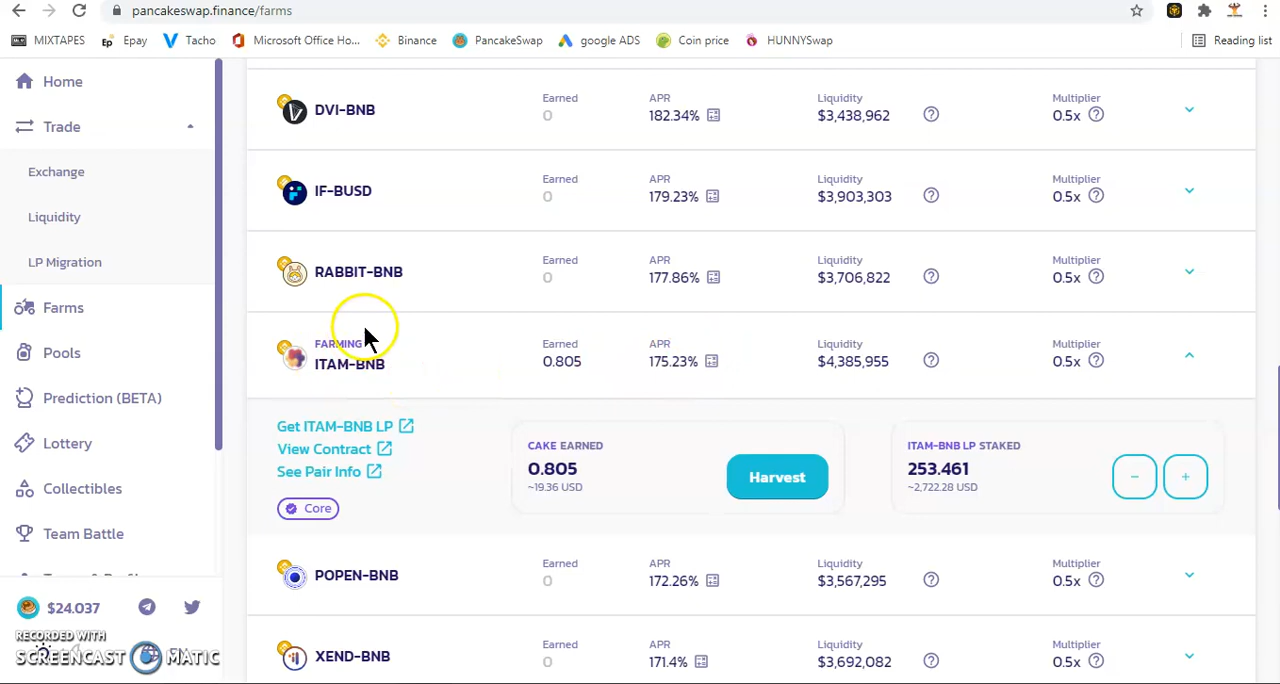 pancakeswap.finance/farms
MIXTAPES
Ep Epay
Tacho
Microsoft Office Ho...
Binance
PancakeSwap
google ADS
Coin price
HUNNYSwap
Reading list
Home
Trade
Exchange
Liquidity
LP Migration
Farms
Pools
Prediction (BETA)
Lottery
Collectibles
Team Battle
$24.037
RECORDED WITH
SCREENCAST MATIC
DVI-BNB
Earned
0
APR
182.34%
Liquidity
$3,438,962
Multiplier
0.5x
IF-BUSD
Earned
0
APR
179.23%
Liquidity
$3,903,303
Multiplier
0.5x
RABBIT-BNB
Earned
0
APR
177.86%
Liquidity
$3,706,822
Multiplier
0.5x
FARMING
ITAM-BNB
Earned
0.805
APR
175.23%
Liquidity
$4,385,955
Multiplier
0.5x
Get ITAM-BNB LP
View Contract
See Pair Info
Core
CAKE EARNED
0.805
~19.36 USD
Harvest
ITAM-BNB LP STAKED
253.461
~2,722.28 USD
POPEN-BNB
Earned
0
APR
172.26%
Liquidity
$3,567,295
Multiplier
0.5x
XEND-BNB
Earned
0
APR
171.4%
Liquidity
$3,692,082
Multiplier
0.5x